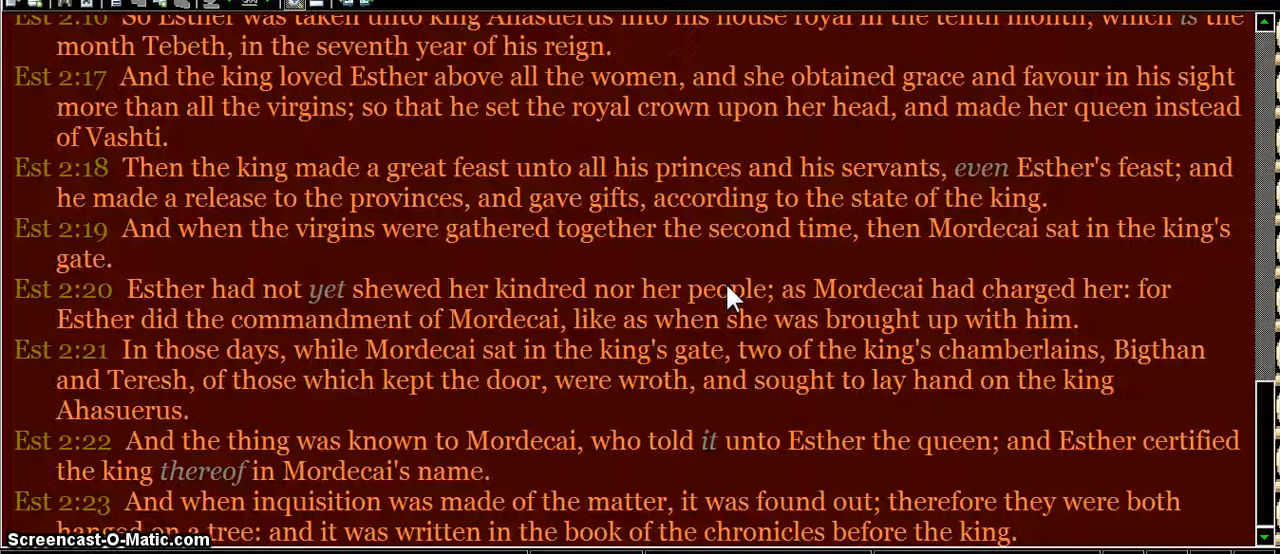 Est 2:16 So Esther was taken unto king Ahasuerus into his house royal in the tenth month, which is the
month Tebeth, in the seventh year of his reign.
Est 2:17 And the king loved Esther above all the women, and she obtained grace and favour in his sight
more than all the virgins; so that he set the royal crown upon her head, and made her queen instead
of Vashti.
Est 2:18 Then the king made a great feast unto all his princes and his servants, even Esther's feast; and
he made a release to the provinces, and gave gifts, according to the state of the king.
Est 2:19 And when the virgins were gathered together the second time, then Mordecai sat in the king's
gate.
Est 2:20 Esther had not yet shewed her kindred nor her people; as Mordecai had charged her: for
Esther did the commandment of Mordecai, like as when she was brought up with him.
Est 2:21 In those days, while Mordecai sat in the king's gate, two of the king's chamberlains, Bigthan
and Teresh, of those which kept the door, were wroth, and sought to lay hand on the king
Ahasuerus.
Est 2:22 And the thing was known to Mordecai, who told it unto Esther the queen; and Esther certified
the king thereof in Mordecai's name.
Est 2:23 And when inquisition was made of the matter, it was found out; therefore they were both
hanged on a tree: and it was written in the book of the chronicles before the king.
Screencast-O-Matic.com